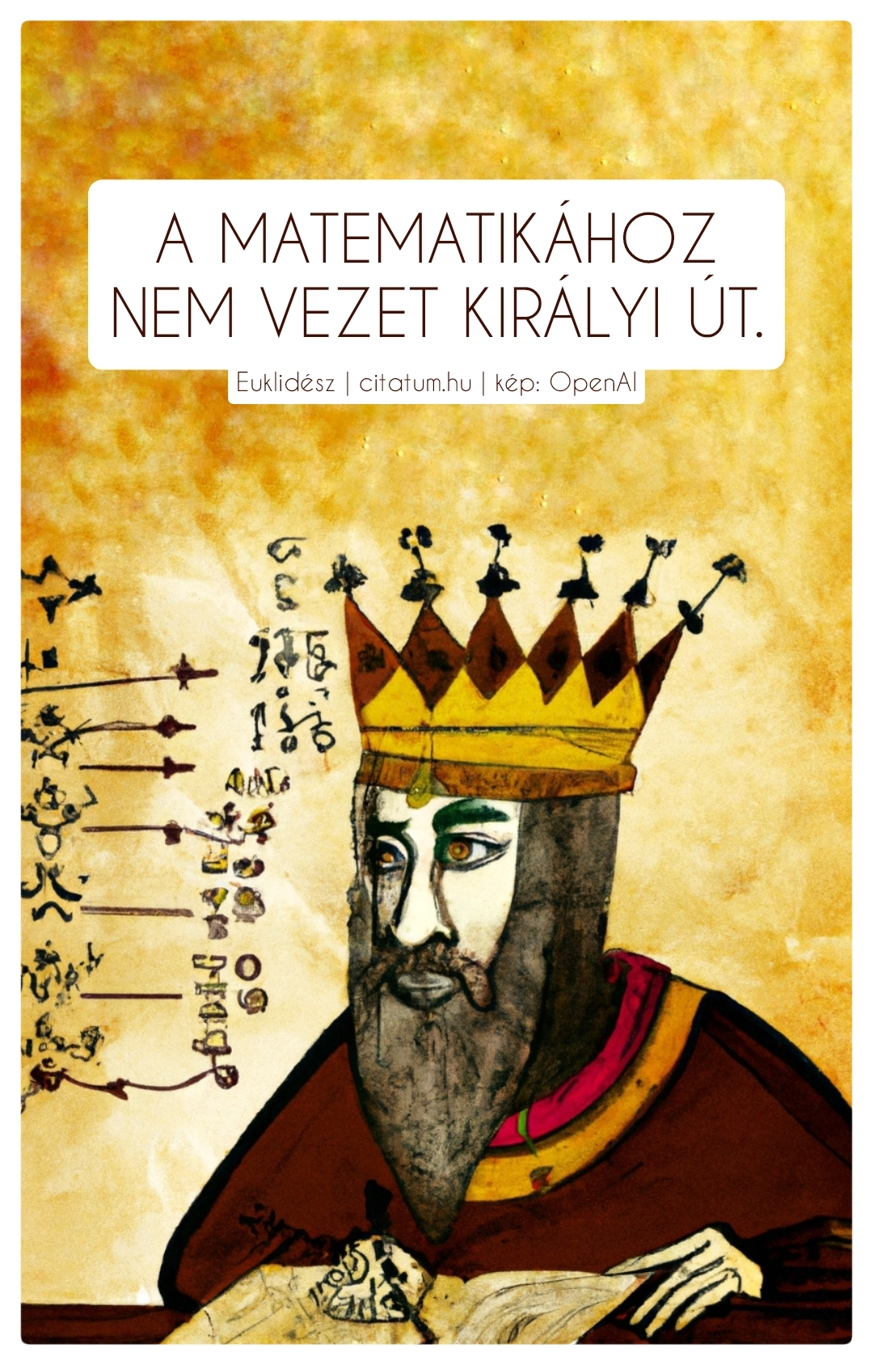 A MATEMATIKÁHOZ
NEM VEZET KIRÁLYI ÚT.
Euklidész | citatum.hu | kép: OpenAI